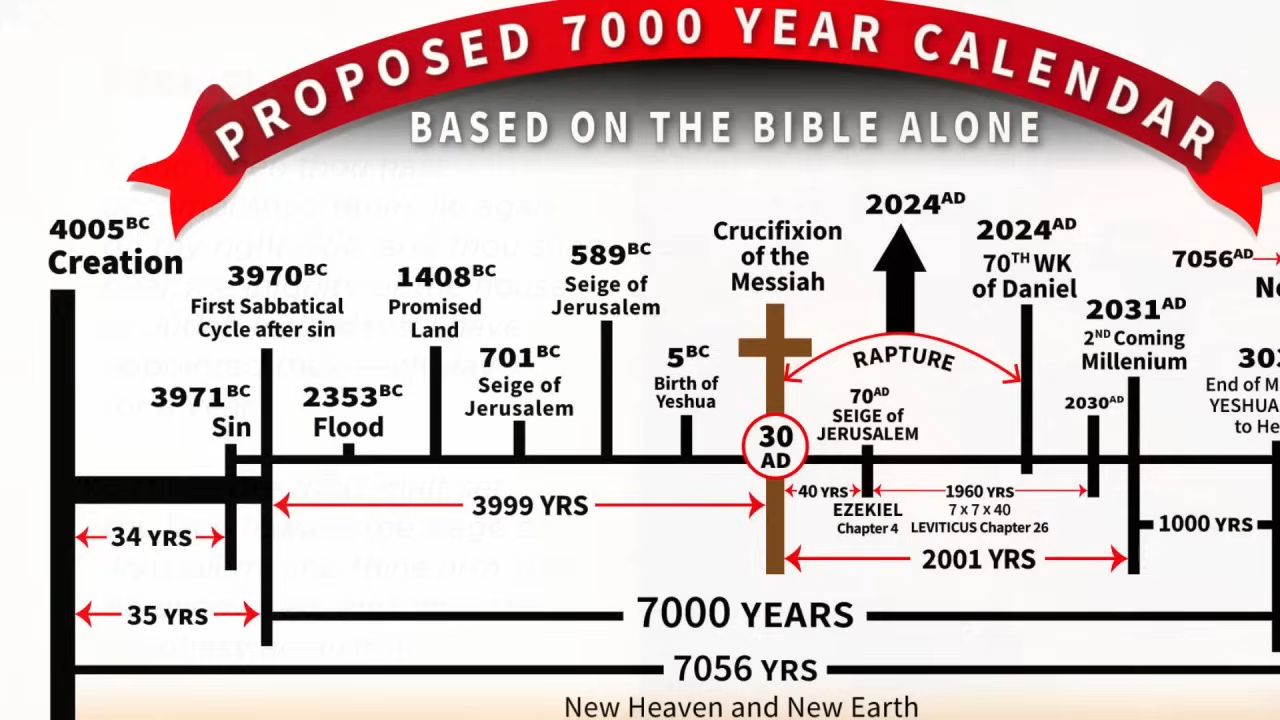 PROPOSED 7000 YEAR CALENDAR
BASED ON THE BIBLE ALONE
4005BC
Creation
3970BC
First Sabbatical
Cycle after sin
3971BC
Sin
2353BC
Flood
1408BC
Promised
Land
701BC
Seige of
Jerusalem
589BC
Seige of
Jerusalem
5BC
Birth of
Yeshua
Crucifixion
of the
Messiah
30
AD
2024AD
RAPTURE
70AD
SEIGE of
JERUSALEM
2024AD
70TH WK
of Daniel
2030AD
2031AD
2ND Coming
Millenium
7056AD
Ne
303
End of M
YESHUA
to He
3999 YRS
40 YRS
EZEKIEL
Chapter 4
1960 YRS
7 x 7 x 40
LEVITICUS Chapter 26
1000 YRS
34 YRS
2001 YRS
35 YRS
7000 YEARS
7056 YRS
New Heaven and New Earth